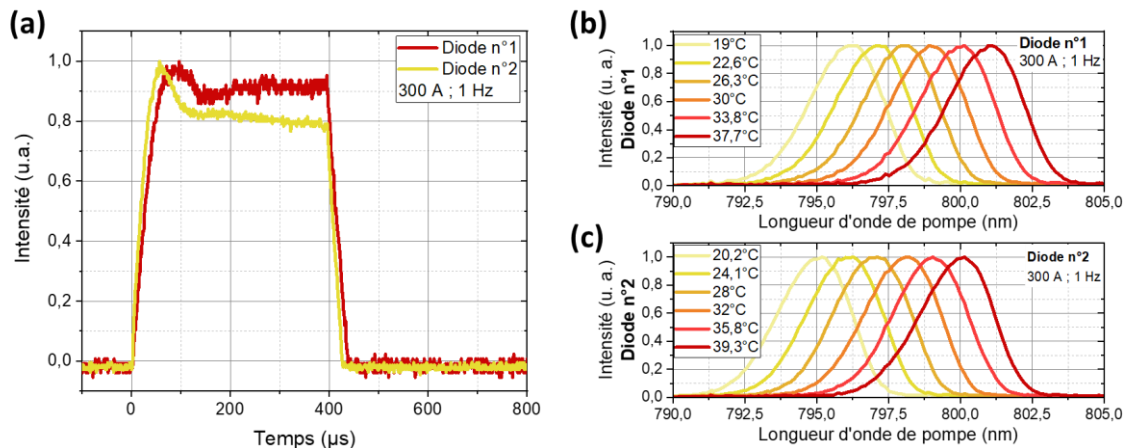 (a)
Intensité (u.a.)
1,0
0,8
0,6
0,4
0,2
0,0
0
200
400
600
800
Temps (µs)
Diode n°1
Diode n°2
300 A ; 1 Hz
(b)
Intensité (u. a.)
Diode n°1
1,0
0,8
0,6
0,4
0,2
0,0
19°C
22,6°C
26,3°C
30°C
33,8°C
37,7°C
Diode n°1
300 A ; 1 Hz
790,0
792,5
795,0
797,5
800,0
802,5
805,0
Longueur d'onde de pompe (nm)
(c)
Intensité (u. a.)
Diode n°2
1,0
0,8
0,6
0,4
0,2
0,0
20,2°C
24,1°C
28°C
32°C
35,8°C
39,3°C
Diode n°2
300 A ; 1 Hz
790,0
792,5
795,0
797,5
800,0
802,5
805,0
Longueur d'onde de pompe (nm)